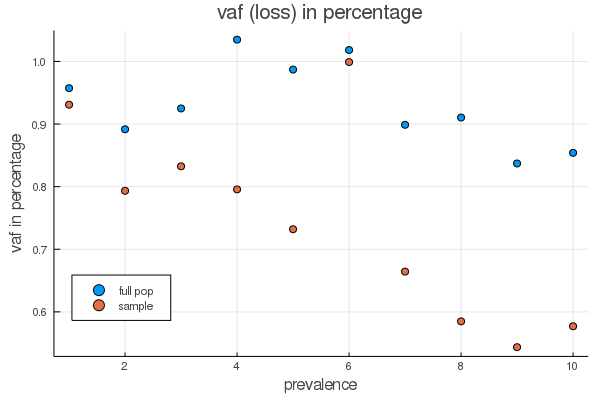 vaf (loss) in percentage
vaf in percentage
1.0
0.9
0.8
0.7
0.6
full pop
sample
2 4 6 8 10
prevalence